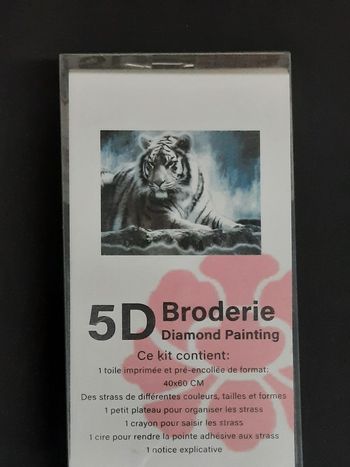 5D Broderie
Diamond Painting
Ce kit contient:
1 toile imprimée et pré-encollée de format:
40x60 CM
Des strass de différentes couleurs, tailles et formes
1 petit plateau pour organiser les strass
1 crayon pour saisir les strass
1 cire pour rendre la pointe adhésive aux strass
1 notice explicative